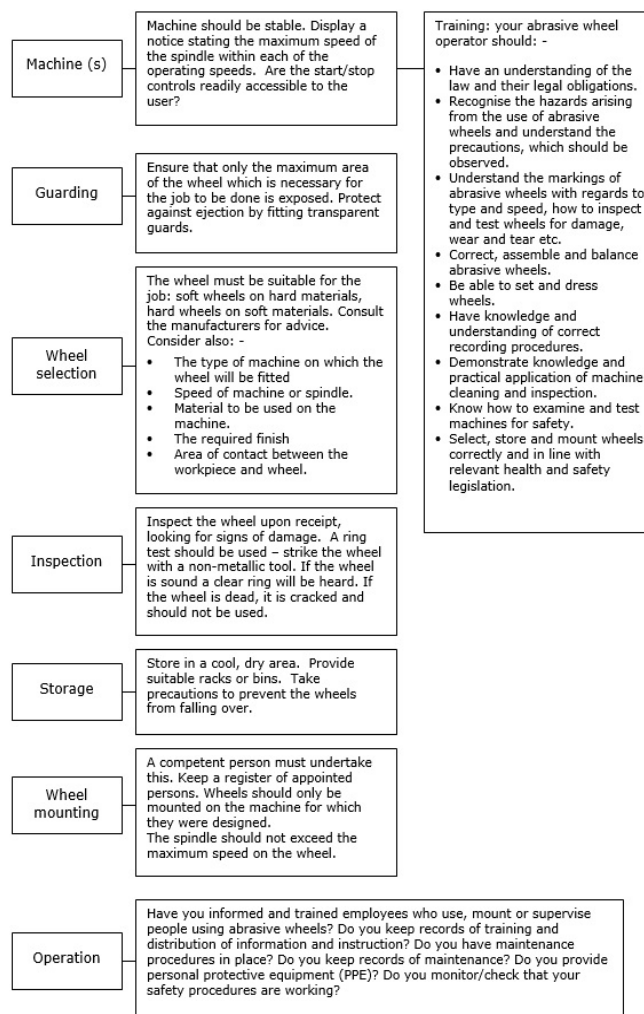 Machine (s)
Machine should be stable. Display a
notice stating the maximum speed of
the spindle within each of the
operating speeds. Are the start/stop
controls readily accessible to the
user?
Training: your abrasive wheel
operator should: -
• Have an understanding of the
law and their legal obligations.
• Recognise the hazards arising
from the use of abrasive
wheels and understand the
precautions, which should be
observed.
• Understand the markings of
abrasive wheels with regards to
type and speed, how to inspect
and test wheels for damage,
wear and tear etc.
• Correct, assemble and balance
abrasive wheels.
• Be able to set and dress
wheels.
• Have knowledge and
understanding of correct
recording procedures.
• Demonstrate knowledge and
practical application of machine
cleaning and inspection.
• Know how to examine and test
machines for safety.
• Select, store and mount wheels
correctly and in line with
relevant health and safety
legislation.
Guarding
Ensure that only the maximum area
of the wheel which is necessary for
the job to be done is exposed. Protect
against ejection by fitting transparent
guards.
Wheel
selection
The wheel must be suitable for the
job: soft wheels on hard materials,
hard wheels on soft materials. Consult
the manufacturers for advice.
Consider also: -
• The type of machine on which the
wheel will be fitted
• Speed of machine or spindle.
• Material to be used on the
machine.
• The required finish
• Area of contact between the
workpiece and wheel.
Inspection
Inspect the wheel upon receipt,
looking for signs of damage. A ring
test should be used – strike the wheel
with a non-metallic tool. If the wheel
is sound a clear ring will be heard. If
the wheel is dead, it is cracked and
should not be used.
Storage
Store in a cool, dry area. Provide
suitable racks or bins. Take
precautions to prevent the wheels
from falling over.
Wheel
mounting
A competent person must undertake
this. Keep a register of appointed
persons. Wheels should only be
mounted on the machine for which
they were designed.
The spindle should not exceed the
maximum speed on the wheel.
Operation
Have you informed and trained employees who use, mount or supervise
people using abrasive wheels? Do you keep records of training and
distribution of information and instruction? Do you have maintenance
procedures in place? Do you keep records of maintenance? Do you provide
personal protective equipment (PPE)? Do you monitor/check that your
safety procedures are working?